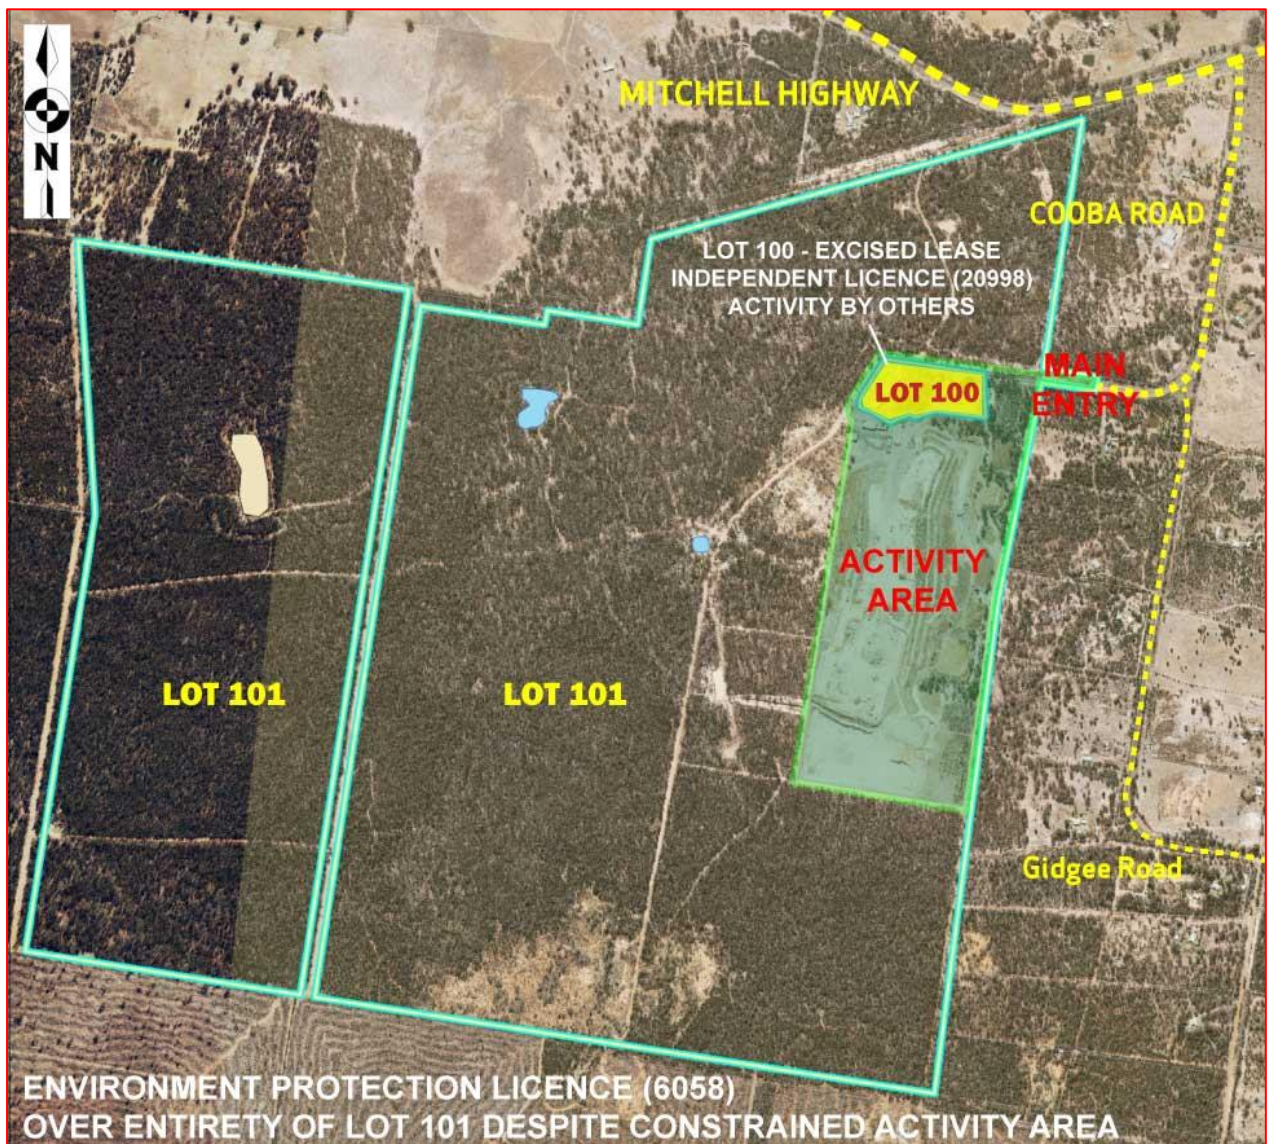 MITCHELL HIGHWAY
N
COOBA ROAD
LOT 100 - EXCISED LEASE
INDEPENDENT LICENCE (20998)
ACTIVITY BY OTHERS
MAIN
ENTRY
LOT 100
ACTIVITY
AREA
LOT 101
LOT 101
Gidgee Road
ENVIRONMENT PROTECTION LICENCE (6058)
OVER ENTIRETY OF LOT 101 DESPITE CONSTRAINED ACTIVITY AREA